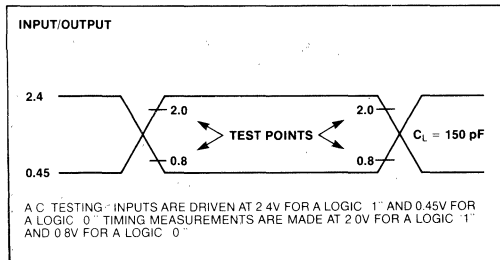 INPUT/OUTPUT
2.4
2.0 2.0
TEST POINTS
C_L = 150 pF
0.8 0.8
0.45
A C TESTING INPUTS ARE DRIVEN AT 2 4V FOR A LOGIC 1" AND 0.45V FOR
A LOGIC 0" TIMING MEASUREMENTS ARE MADE AT 2 0V FOR A LOGIC "1"
AND 0 8V FOR A LOGIC 0"